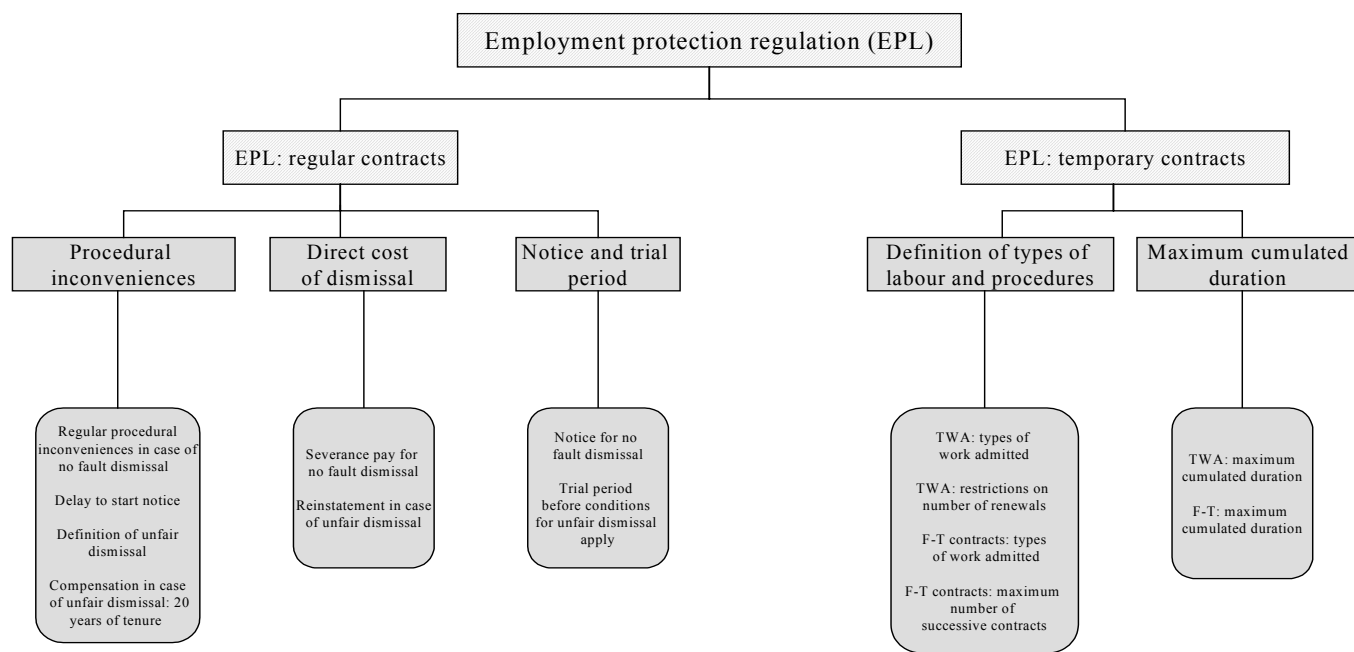 Employment protection regulation (EPL)
EPL: regular contracts
EPL: temporary contracts
Procedural
inconveniences
Direct cost
of dismissal
Notice and trial
period
Definition of types of
labour and procedures
Maximum cumulated
duration
Regular procedural
inconveniences in case of
no fault dismissal
Delay to start notice
Definition of unfair
dismissal
Compensation in case
of unfair dismissal: 20
years of tenure
Severance pay for
no fault dismissal
Reinstatement in case
of unfair dismissal
Notice for no
fault dismissal
Trial period
before conditions
for unfair dismissal
apply
TWA: types of
work admitted
TWA: restrictions on
number of renewals
F-T contracts: types
of work admitted
F-T contracts: maximum
number of
successive contracts
TWA: maximum
cumulated duration
F-T: maximum
cumulated duration